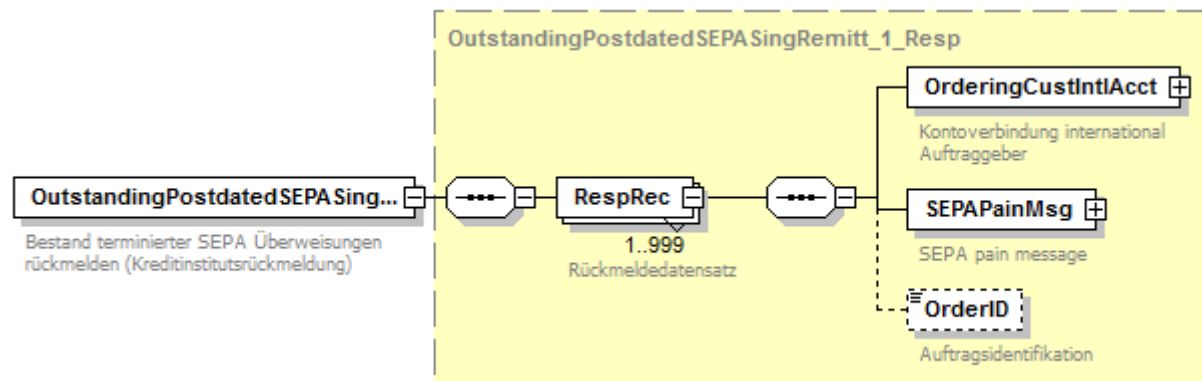 OutstandingPostdatedSEPASingRemitt_1_Resp
OrderingCustIntlAcct
Kontoverbindung international
Auftraggeber
OutstandingPostdatedSEPASing...
Bestand terminierter SEPA Überweisungen
rückmelden (Kreditinstitutsrückmeldung)
RespRec
1..999
Rückmeldedatensatz
SEPAPainMsg
SEPA pain message
OrderID
Auftragsidentifikation